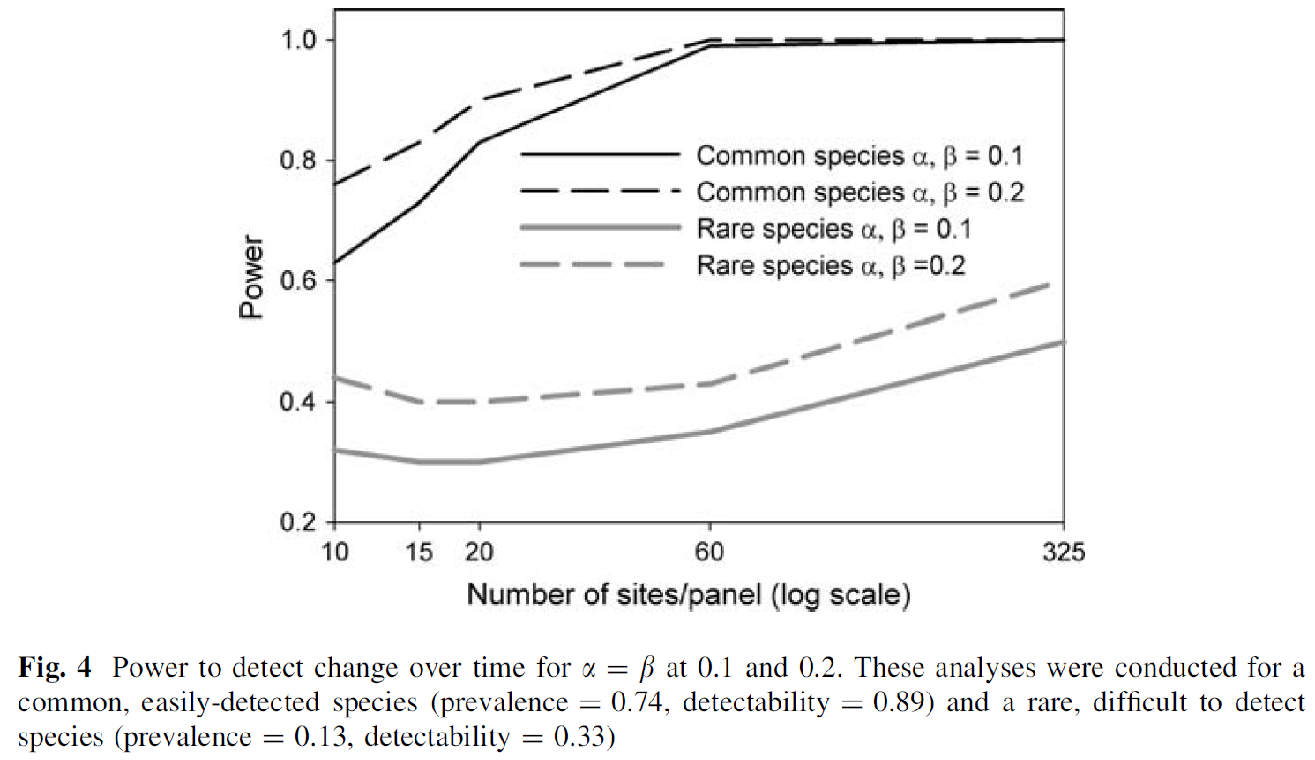 1.0
0.8
0.6
0.4
0.2
Power
Common species α, β = 0.1
Common species α, β = 0.2
Rare species α, β = 0.1
Rare species α, β =0.2
10 15 20 60 325
Number of sites/panel (log scale)
Fig. 4 Power to detect change over time for α = β at 0.1 and 0.2. These analyses were conducted for a
common, easily-detected species (prevalence = 0.74, detectability = 0.89) and a rare, difficult to detect
species (prevalence = 0.13, detectability = 0.33)